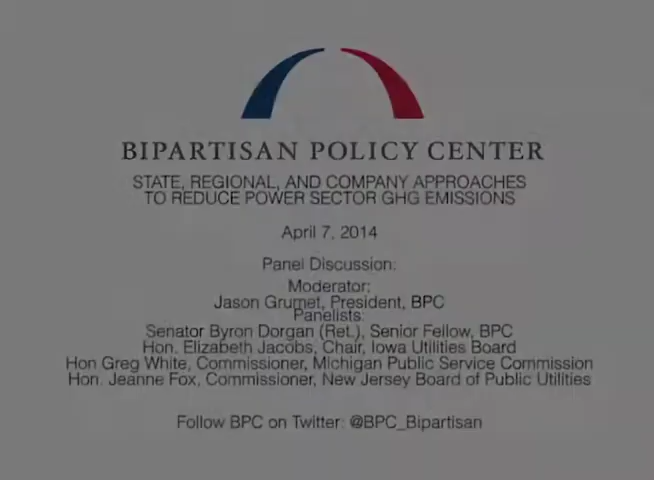 BIPARTISAN POLICY CENTER
STATE, REGIONAL, AND COMPANY APPROACHES
TO REDUCE POWER SECTOR GHG EMISSIONS
April 7, 2014
Panel Discussion:
Moderator:
Jason Grumet, President, BPC
Panelists:
Senator Byron Dorgan (Ret.), Senior Fellow, BPC
Hon. Elizabeth Jacobs, Chair, Iowa Utilities Board
Hon Greg White, Commissioner, Michigan Public Service Commission
Hon. Jeanne Fox, Commissioner, New Jersey Board of Public Utilities
Follow BPC on Twitter: @BPC_Bipartisan